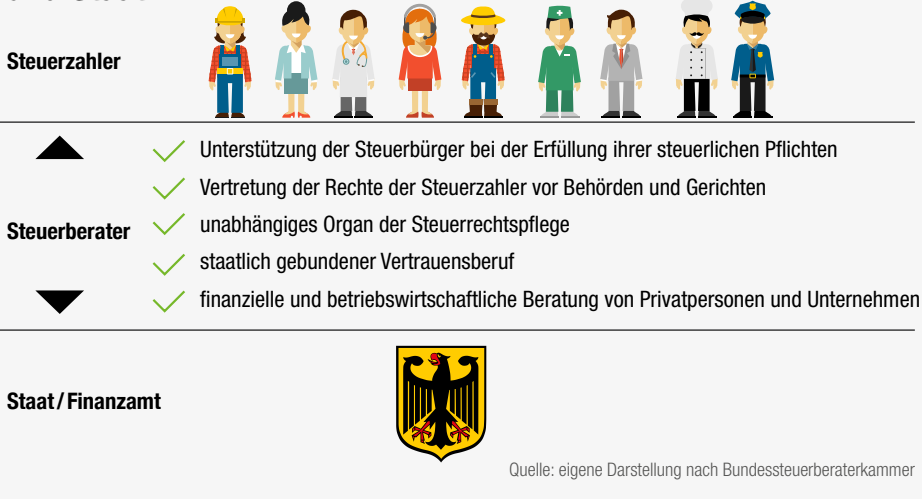 Steuerzahler
Unterstützung der Steuerbürger bei der Erfüllung ihrer steuerlichen Pflichten
Vertretung der Rechte der Steuerzahler vor Behörden und Gerichten
Steuerberater
unabhängiges Organ der Steuerrechtspflege
staatlich gebundener Vertrauensberuf
finanzielle und betriebswirtschaftliche Beratung von Privatpersonen und Unternehmen
Staat/Finanzamt
Quelle: eigene Darstellung nach Bundessteuerberaterkammer